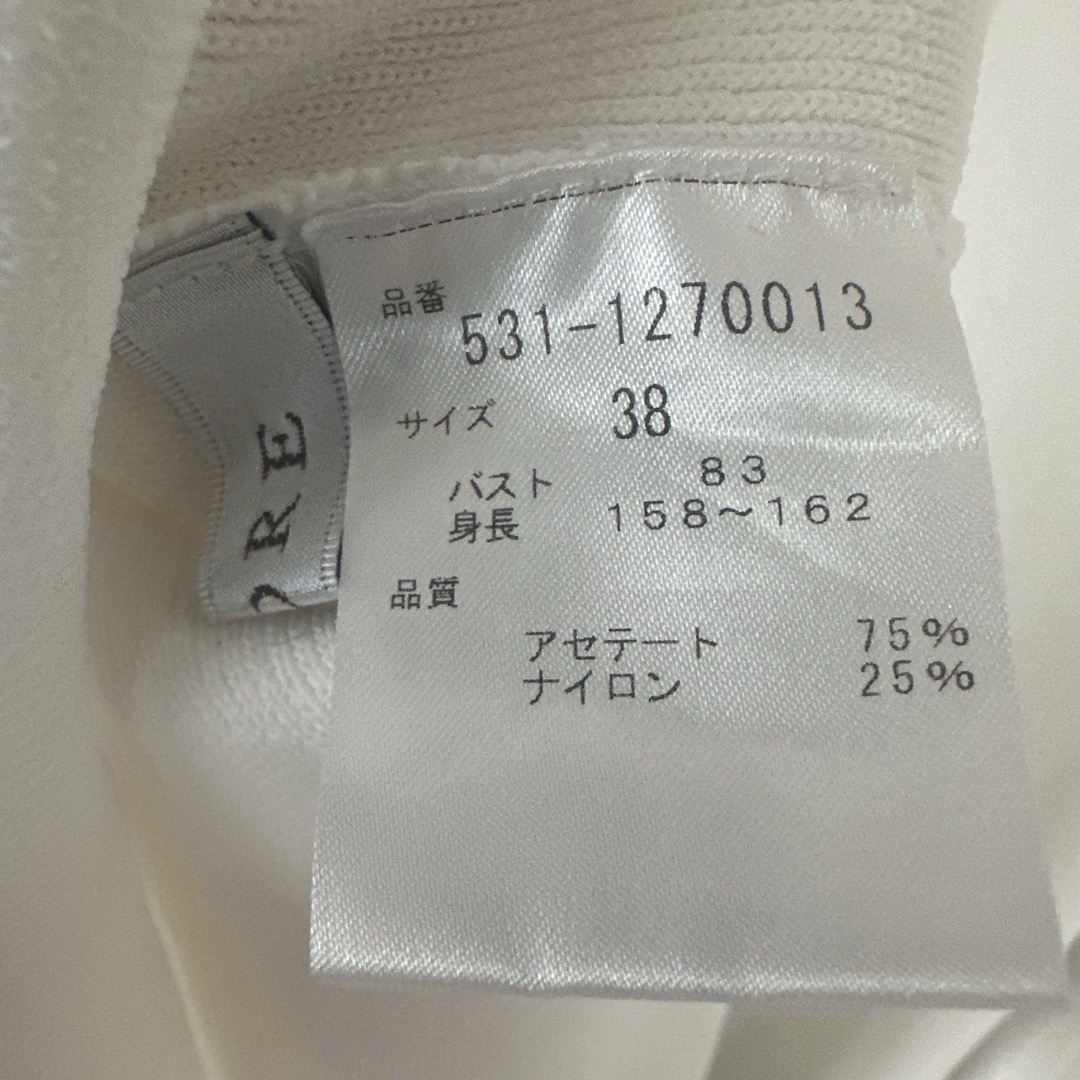 品番
531-1270013
サイズ 38
バスト 83
身長 158～162
品質
アセテート 75%
ナイロン 25%
RE